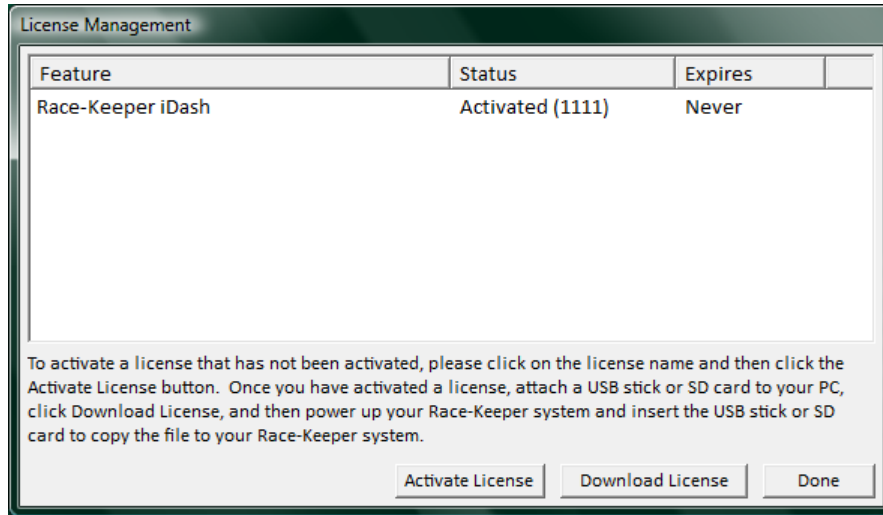 License Management
Feature Status Expires
Race-Keeper iDash Activated (1111) Never
To activate a license that has not been activated, please click on the license name and then click the
Activate License button.  Once you have activated a license, attach a USB stick or SD card to your PC,
click Download License, and then power up your Race-Keeper system and insert the USB stick or SD
card to copy the file to your Race-Keeper system.
Activate License Download License Done